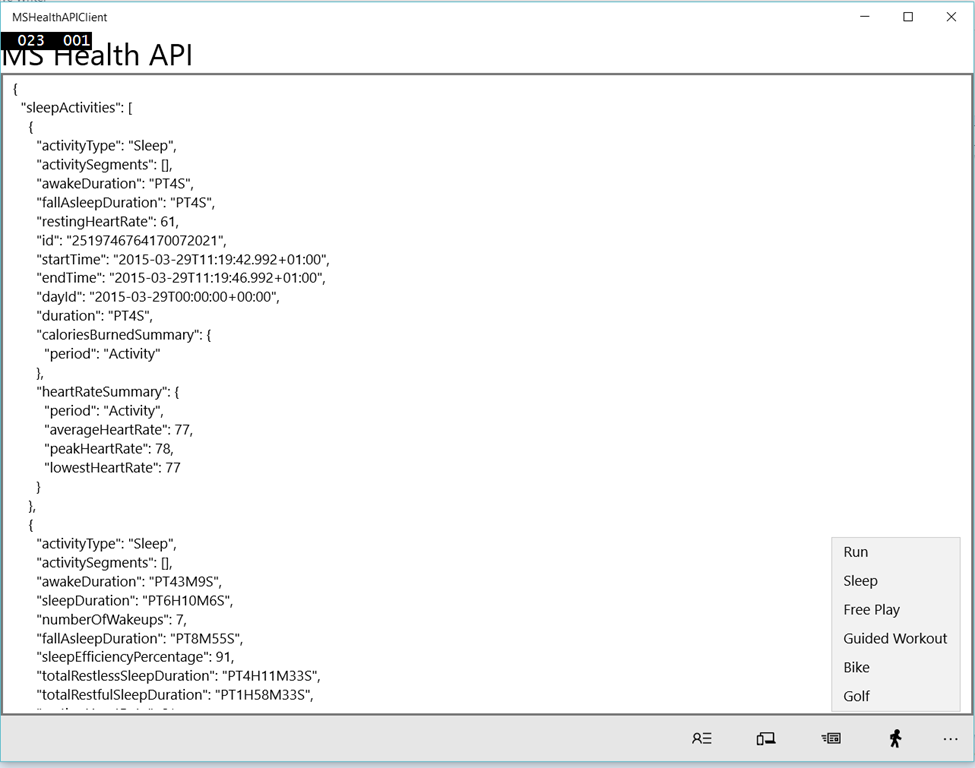 MSHealthAPIClient
023 001
MS Health API
{
"sleepActivities": [
{
"activityType": "Sleep",
"activitySegments": [],
"awakeDuration": "PT4S",
"fallAsleepDuration": "PT4S",
"restingHeartRate": 61,
"id": "2519746764170072021",
"startTime": "2015-03-29T11:19:42.992+01:00",
"endTime": "2015-03-29T11:19:46.992+01:00",
"dayId": "2015-03-29T00:00:00+00:00",
"duration": "PT4S",
"caloriesBurnedSummary": {
"period": "Activity"
},
"heartRateSummary": {
"period": "Activity",
"averageHeartRate": 77,
"peakHeartRate": 78,
"lowestHeartRate": 77
}
},
{
"activityType": "Sleep",
"activitySegments": [],
"awakeDuration": "PT43M9S",
"sleepDuration": "PT6H10M6S",
"numberOfWakeups": 7,
"fallAsleepDuration": "PT8M55S",
"sleepEfficiencyPercentage": 91,
"totalRestlessSleepDuration": "PT4H11M33S",
"totalRestfulSleepDuration": "PT1H58M33S",
Run
Sleep
Free Play
Guided Workout
Bike
Golf